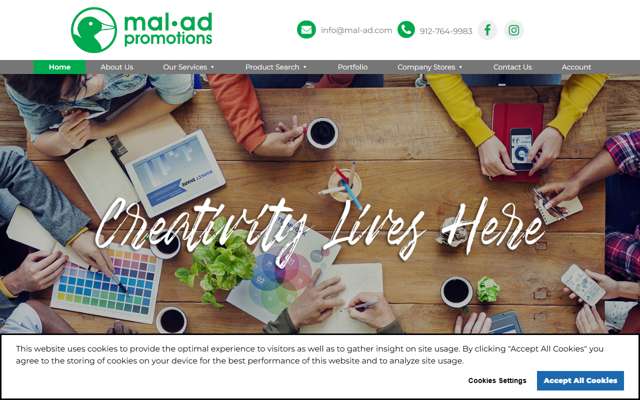 mal·ad
promotions
info@mal-ad.com
912-764-9983
Home
About Us
Our Services
Product Search
Portfolio
Company Stores
Contact Us
Account
Creativity Lives Here
This website uses cookies to provide the optimal experience to visitors as well as to gather insight on site usage. By clicking "Accept All Cookies" you
agree to the storing of cookies on your device for the best performance of this website and to analyze site usage.
Cookies Settings
Accept All Cookies